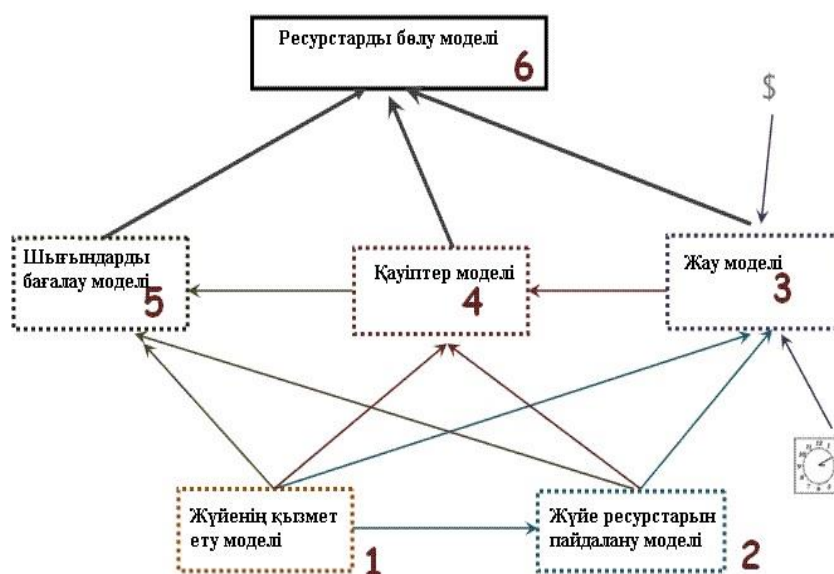 Ресурстарды бөлу моделі
6
$
Шығындарды
бағалау моделі
5
Қауіптер моделі
4
Жау моделі
3
Жүйенің қызмет
ету моделі
1
Жүйе ресурстарын
пайдалану моделі
2